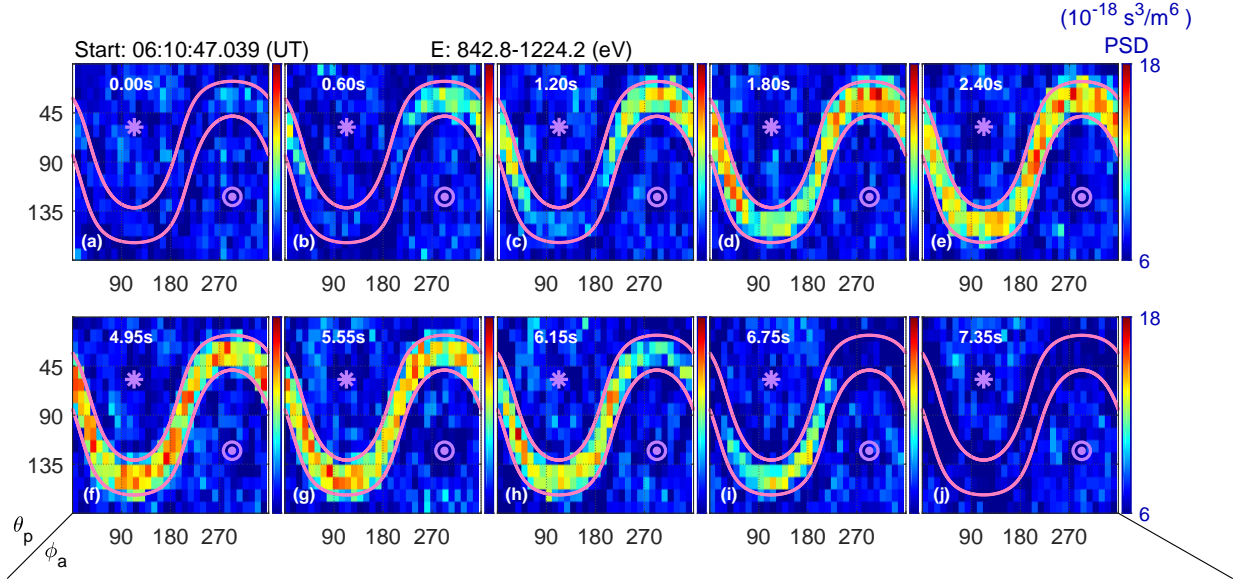 (10⁻¹⁸ s³/m⁶ )
Start: 06:10:47.039 (UT) E: 842.8-1224.2 (eV) PSD
0.00s 0.60s 1.20s 1.80s 2.40s 18
45
90
135
(a) (b) (c) (d) (e) 6
90 180 270 90 180 270 90 180 270 90 180 270 90 180 270
4.95s 5.55s 6.15s 6.75s 7.35s 18
45
90
135
(f) (g) (h) (i) (j) 6
θp
ϕa 90 180 270 90 180 270 90 180 270 90 180 270 90 180 270